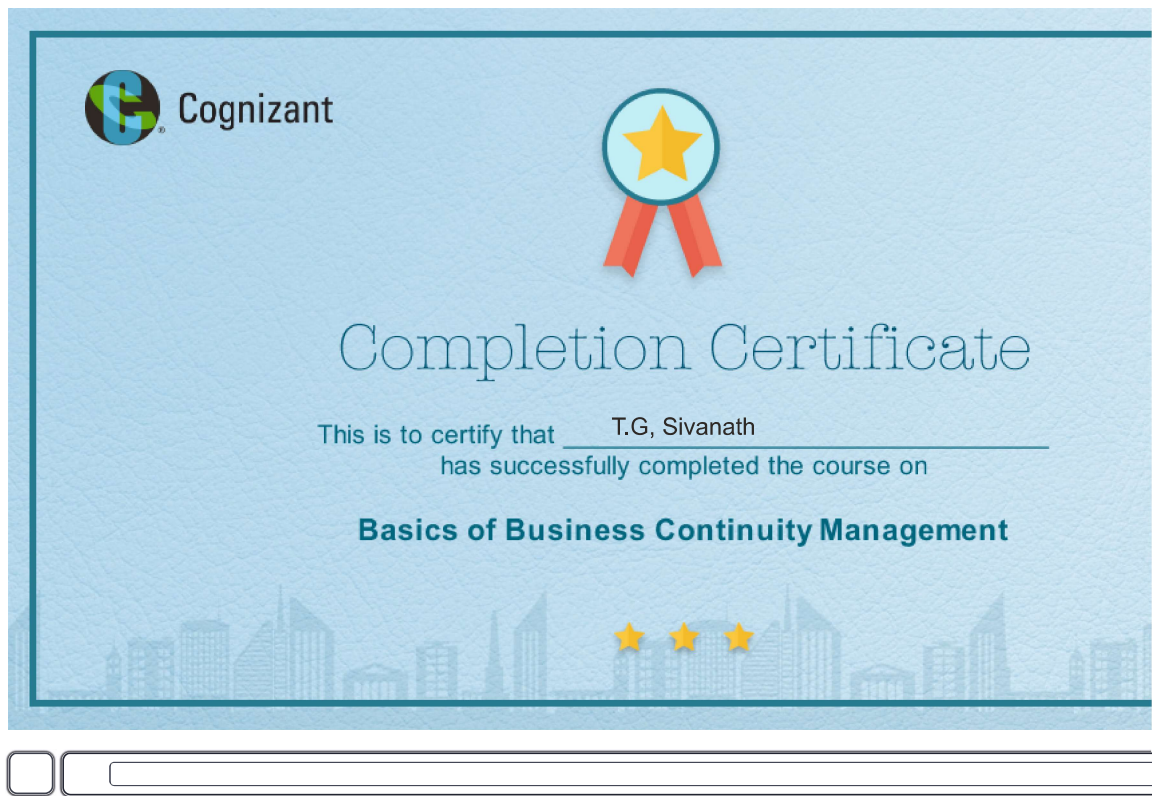 Cognizant
®
Completion Certificate
This is to certify that T.G, Sivanath
has successfully completed the course on
Basics of Business Continuity Management